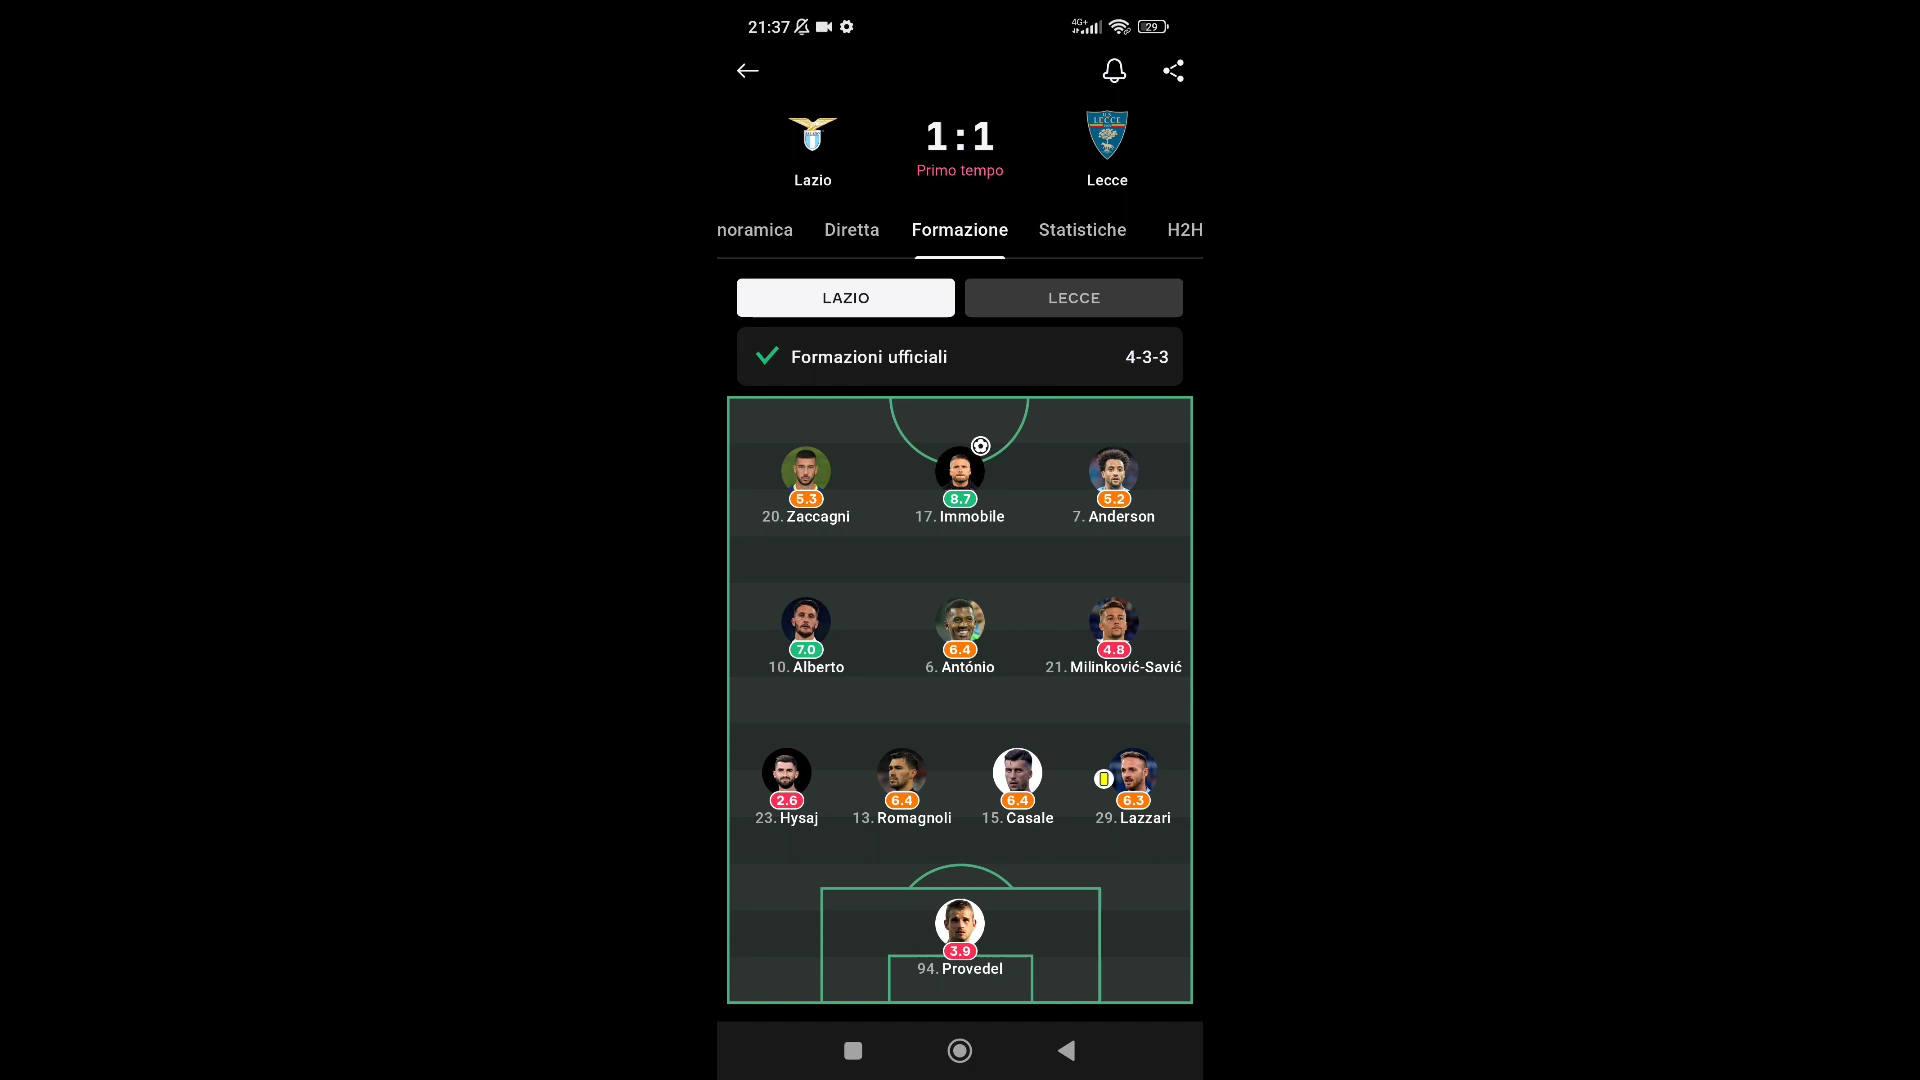 21:37 4G+ 29
LECCE
1:1
Primo tempo
Lazio Lecce
noramica Diretta Formazione Statistiche H2H
LAZIO LECCE
Formazioni ufficiali 4-3-3
5.3 8.7 5.2
20. Zaccagni 17. Immobile 7. Anderson
7.0 6.4 4.8
10. Alberto 6. António 21. Milinković-Savić
2.6 6.4 6.4 6.3
23. Hysaj 13. Romagnoli 15. Casale 29. Lazzari
3.9
94. Provedel